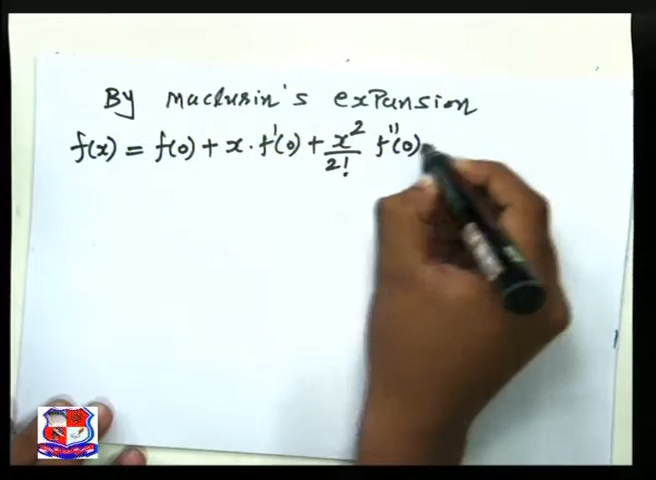 By maclurin's expansion
f(x) = f(0) + x · f'(0) + x²/2! f''(0)